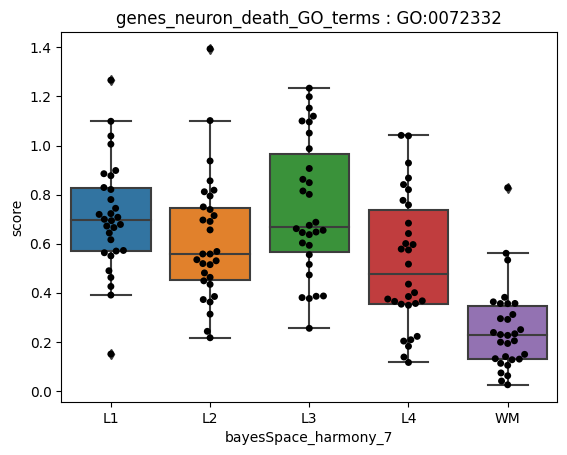 genes_neuron_death_GO_terms : GO:0072332
1.4
1.2
1.0
0.8
0.6
0.4
0.2
0.0
score
L1 L2 L3 L4 WM
bayesSpace_harmony_7